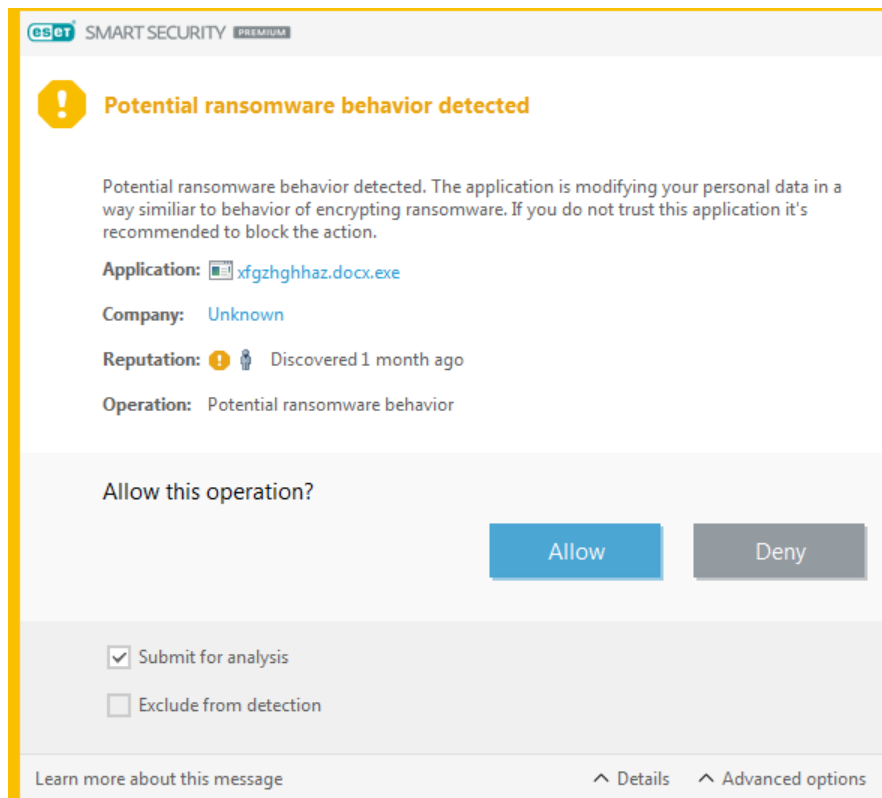 eset SMART SECURITY PREMIUM
Potential ransomware behavior detected
Potential ransomware behavior detected. The application is modifying your personal data in a
way similiar to behavior of encrypting ransomware. If you do not trust this application it's
recommended to block the action.
Application: xfgzhghhaz.docx.exe
Company: Unknown
Reputation: Discovered 1 month ago
Operation: Potential ransomware behavior
Allow this operation?
Allow Deny
Submit for analysis
Exclude from detection
Learn more about this message Details Advanced options